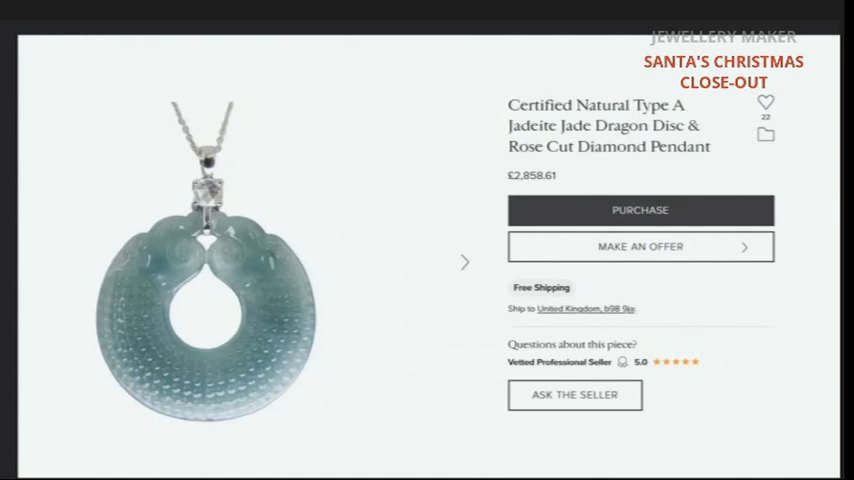 JEWELLERY MAKER
SANTA'S CHRISTMAS
CLOSE-OUT
Certified Natural Type A
Jadeite Jade Dragon Disc &
Rose Cut Diamond Pendant
22
£2,858.61
PURCHASE
MAKE AN OFFER
Free Shipping
Ship to United Kingdom, b98 9ja
Questions about this piece?
Vetted Professional Seller 5.0
ASK THE SELLER